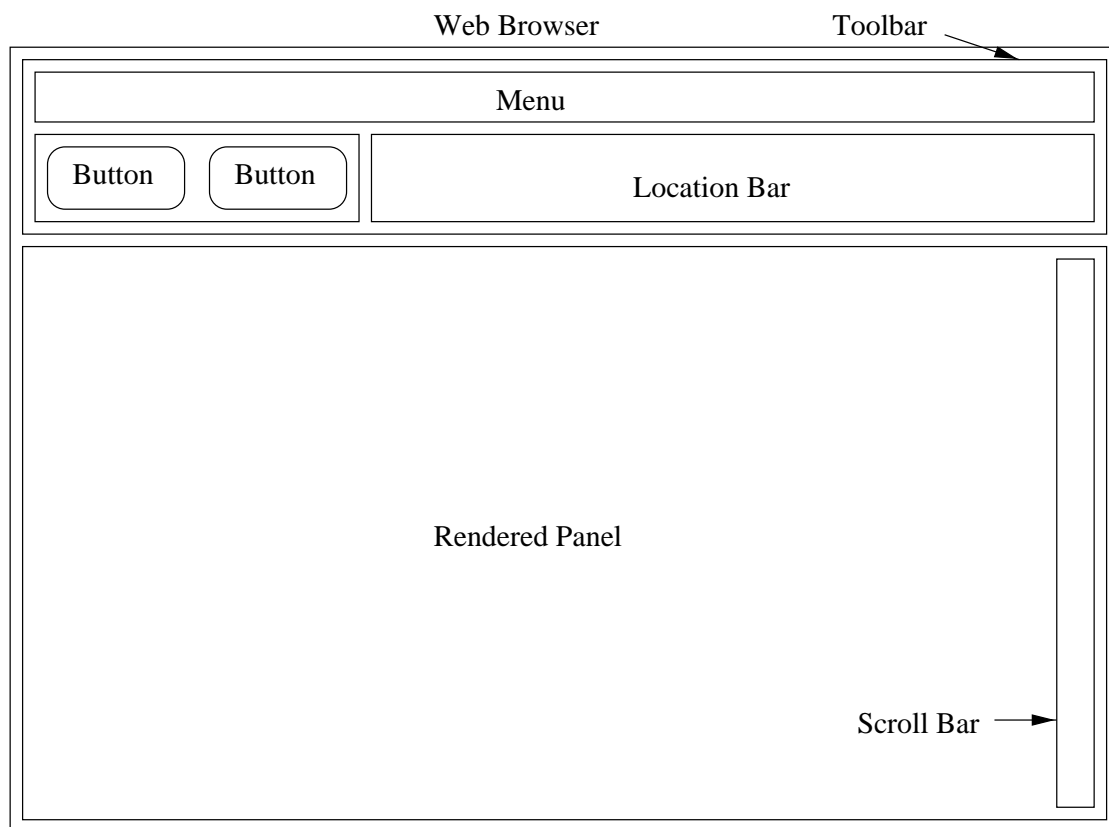 Web Browser
Toolbar
Menu
Button
Button
Location Bar
Rendered Panel
Scroll Bar